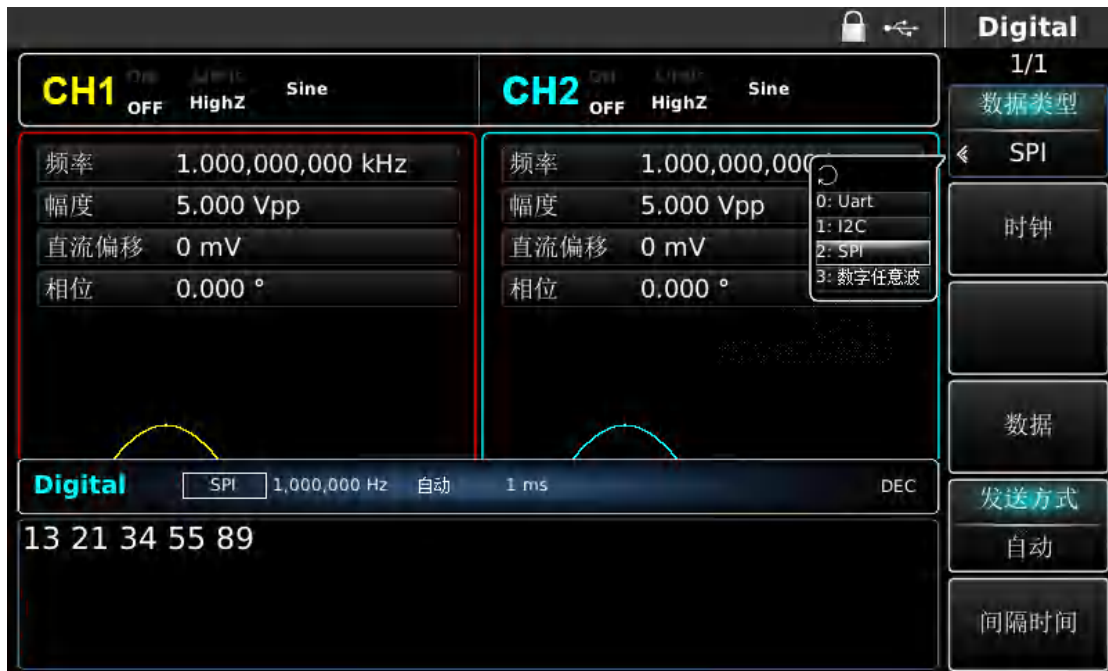 Digital
1/1
CH1 OFF HighZ Sine
CH2 OFF HighZ Sine
数据类型
SPI
频率 1.000,000,000 kHz
幅度 5.000 Vpp
直流偏移 0 mV
相位 0.000 °
频率 1.000,000,000
幅度 5.000 Vpp
直流偏移 0 mV
相位 0.000 °
0: Uart
1: I2C
2: SPI
3: 数字任意波
时钟
数据
发送方式
自动
间隔时间
Digital SPI 1,000,000 Hz 自动 1 ms DEC
13 21 34 55 89